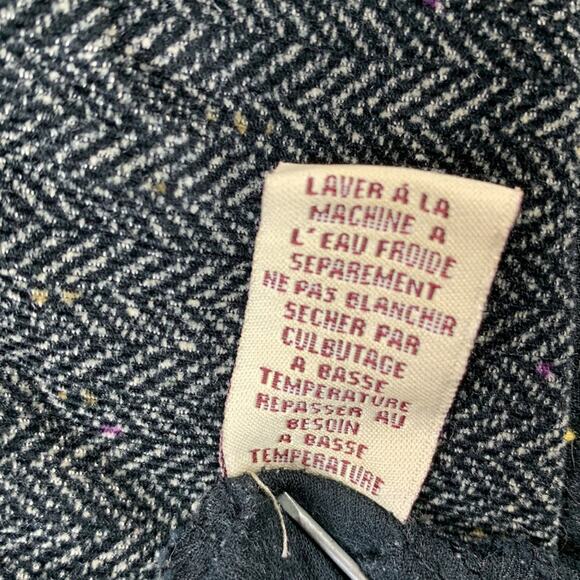 LAVER Á LA
MACHINE A
L'EAU FROIDE
SEPAREMENT
NE PAS BLANCHIR
SECHER PAR
CULBUTAGE
A BASSE
TEMPERATURE
REPASSER AU
BESOIN
A BASSE
TEMPERATURE